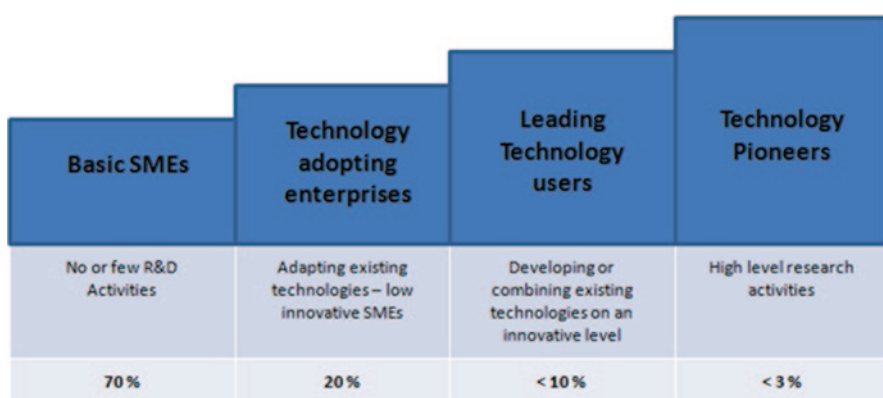 Basic SMEs
Technology
adopting
enterprises
Leading
Technology
users
Technology
Pioneers
No or few R&D
Activities
Adapting existing
technologies – low
innovative SMEs
Developing or
combining existing
technologies on an
innovative level
High level research
activities
70 %
20 %
< 10 %
< 3 %